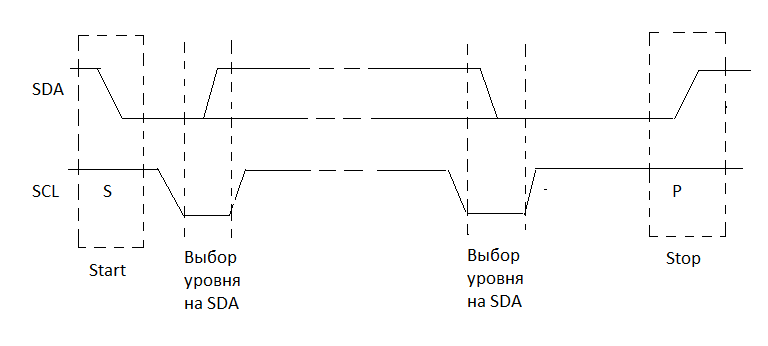 SDA
SCL
S
P
Start
Выбор
уровня
на SDA
Выбор
уровня
на SDA
Stop